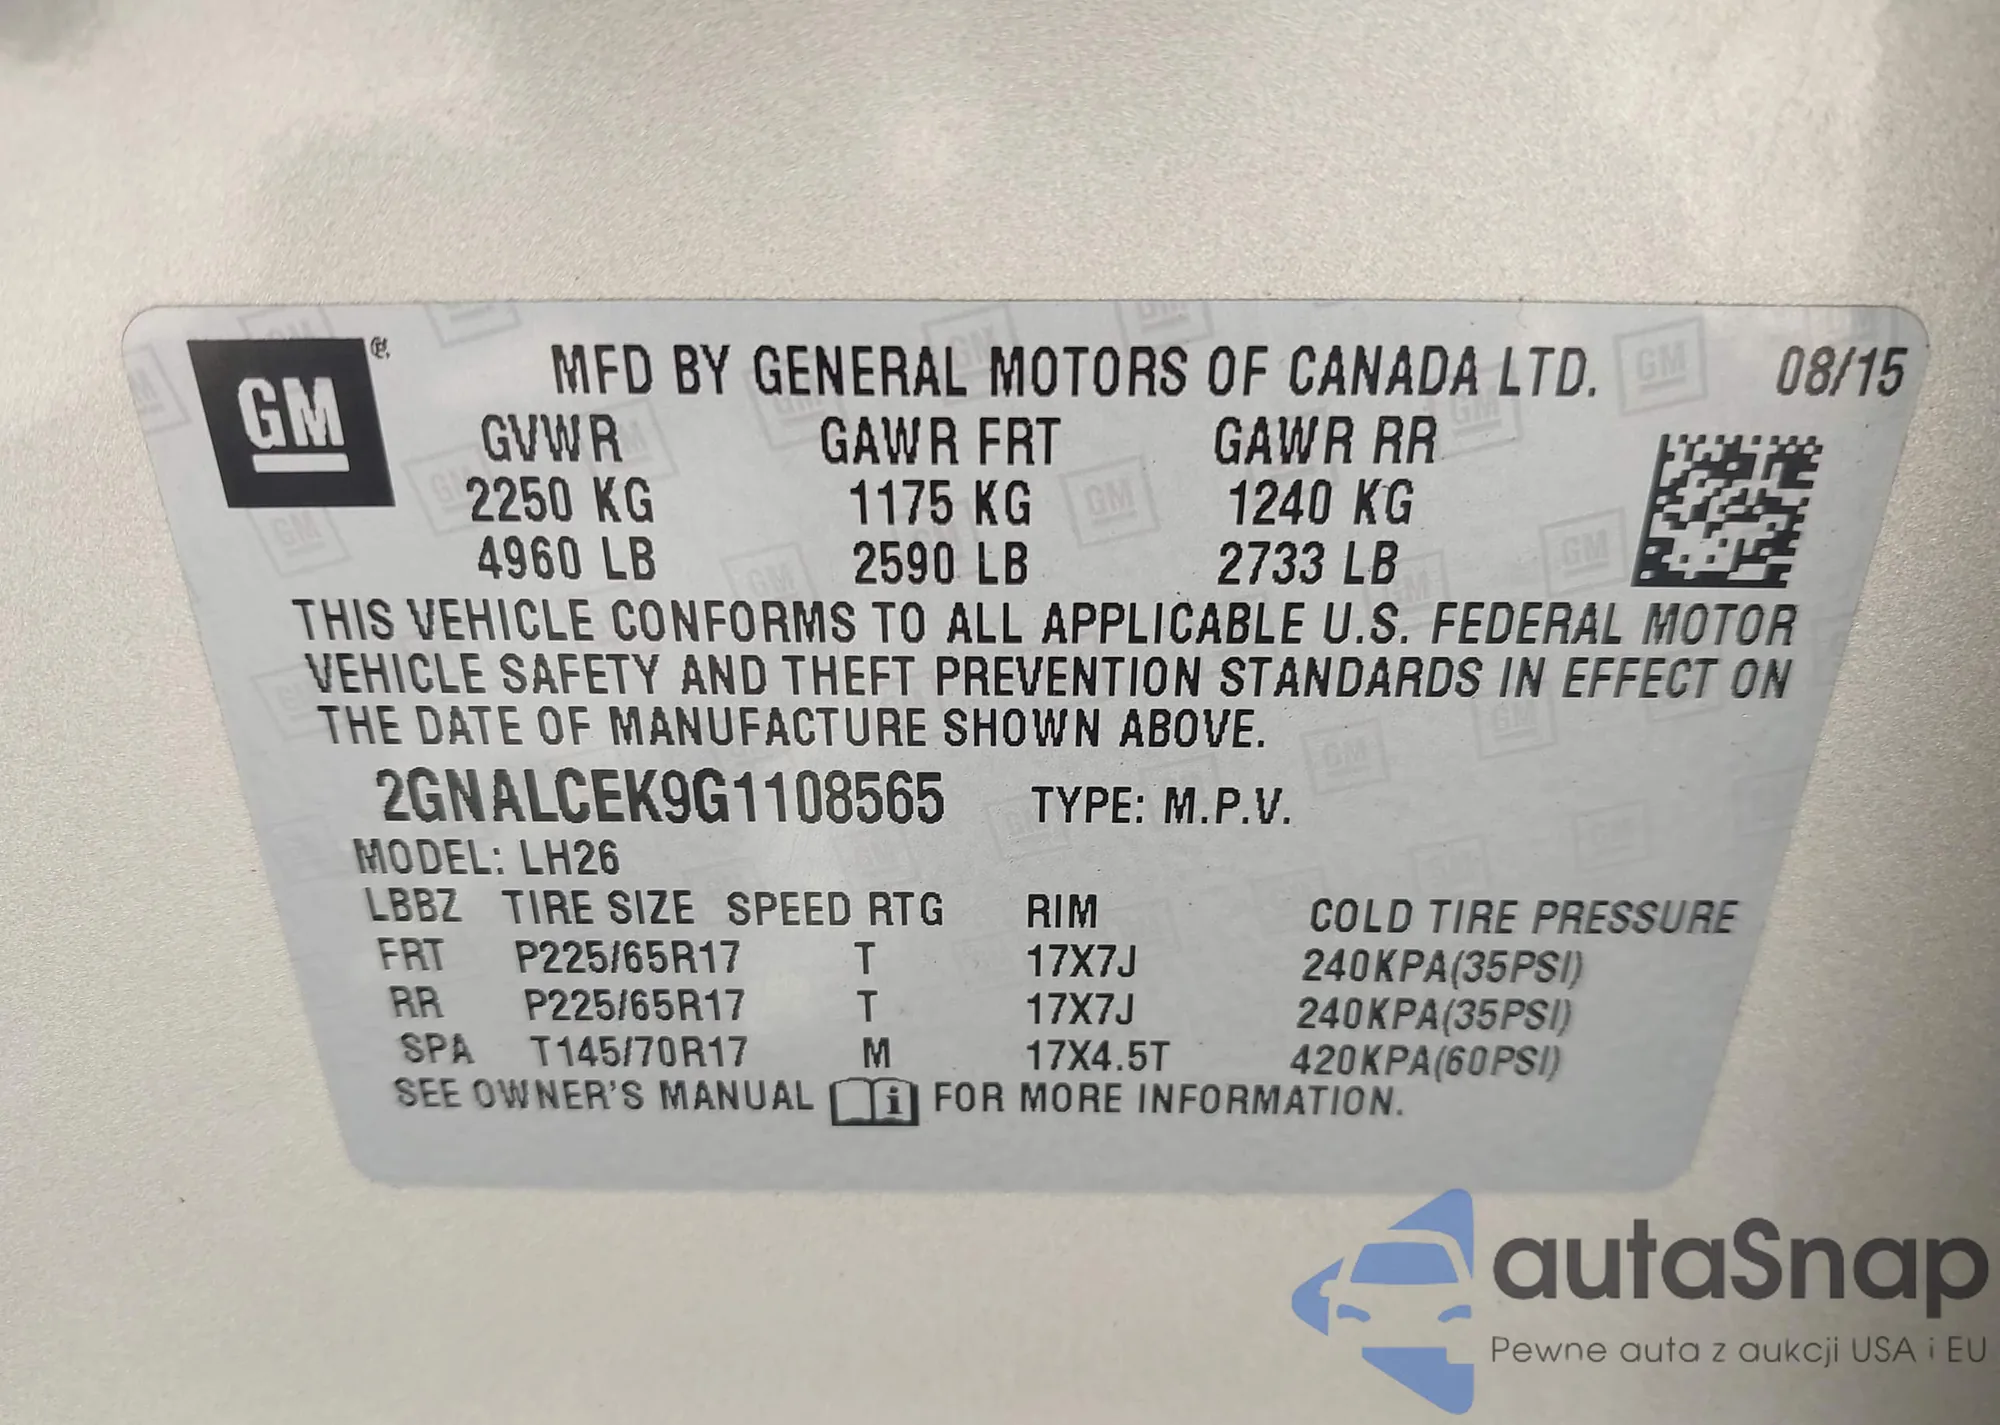 GM
MFD BY GENERAL MOTORS OF CANADA LTD. 08/15
GVWR GAWR FRT GAWR RR
2250 KG 1175 KG 1240 KG
4960 LB 2590 LB 2733 LB
THIS VEHICLE CONFORMS TO ALL APPLICABLE U.S. FEDERAL MOTOR
VEHICLE SAFETY AND THEFT PREVENTION STANDARDS IN EFFECT ON
THE DATE OF MANUFACTURE SHOWN ABOVE.
2GNALCEK9G1108565 TYPE: M.P.V.
MODEL: LH26
LBBZ TIRE SIZE SPEED RTG RIM COLD TIRE PRESSURE
FRT P225/65R17 T 17X7J 240KPA(35PSI)
RR P225/65R17 T 17X7J 240KPA(35PSI)
SPA T145/70R17 M 17X4.5T 420KPA(60PSI)
SEE OWNER'S MANUAL i FOR MORE INFORMATION.
autaSnap
Pewne auta z aukcji USA i EU